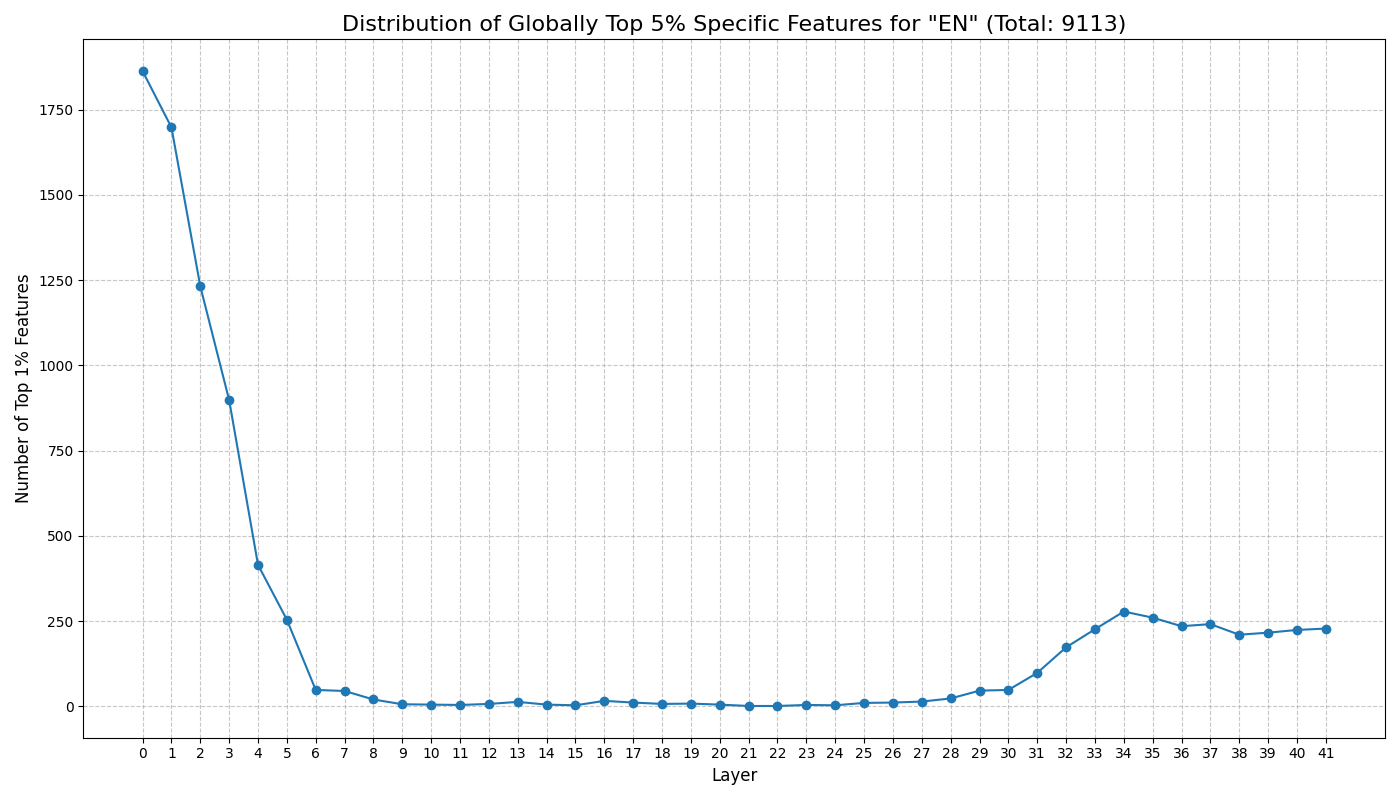 Distribution of Globally Top 5% Specific Features for "EN" (Total: 9113)
Number of Top 1% Features
1750
1500
1250
1000
750
500
250
0
0 1 2 3 4 5 6 7 8 9 10 11 12 13 14 15 16 17 18 19 20 21 22 23 24 25 26 27 28 29 30 31 32 33 34 35 36 37 38 39 40 41
Layer